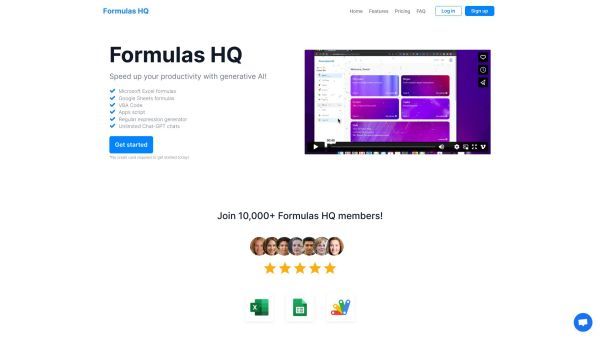 Formulas HQ
Home Features Pricing FAQ Log in Sign up
Formulas HQ
Speed up your productivity with generative AI!
Microsoft Excel formulas
Google Sheets formulas
VBA Code
Apps script
Regular expression generator
Unlimited Chat-GPT chats
Get started
*No credit card required to get started today!
Join 10,000+ Formulas HQ members!